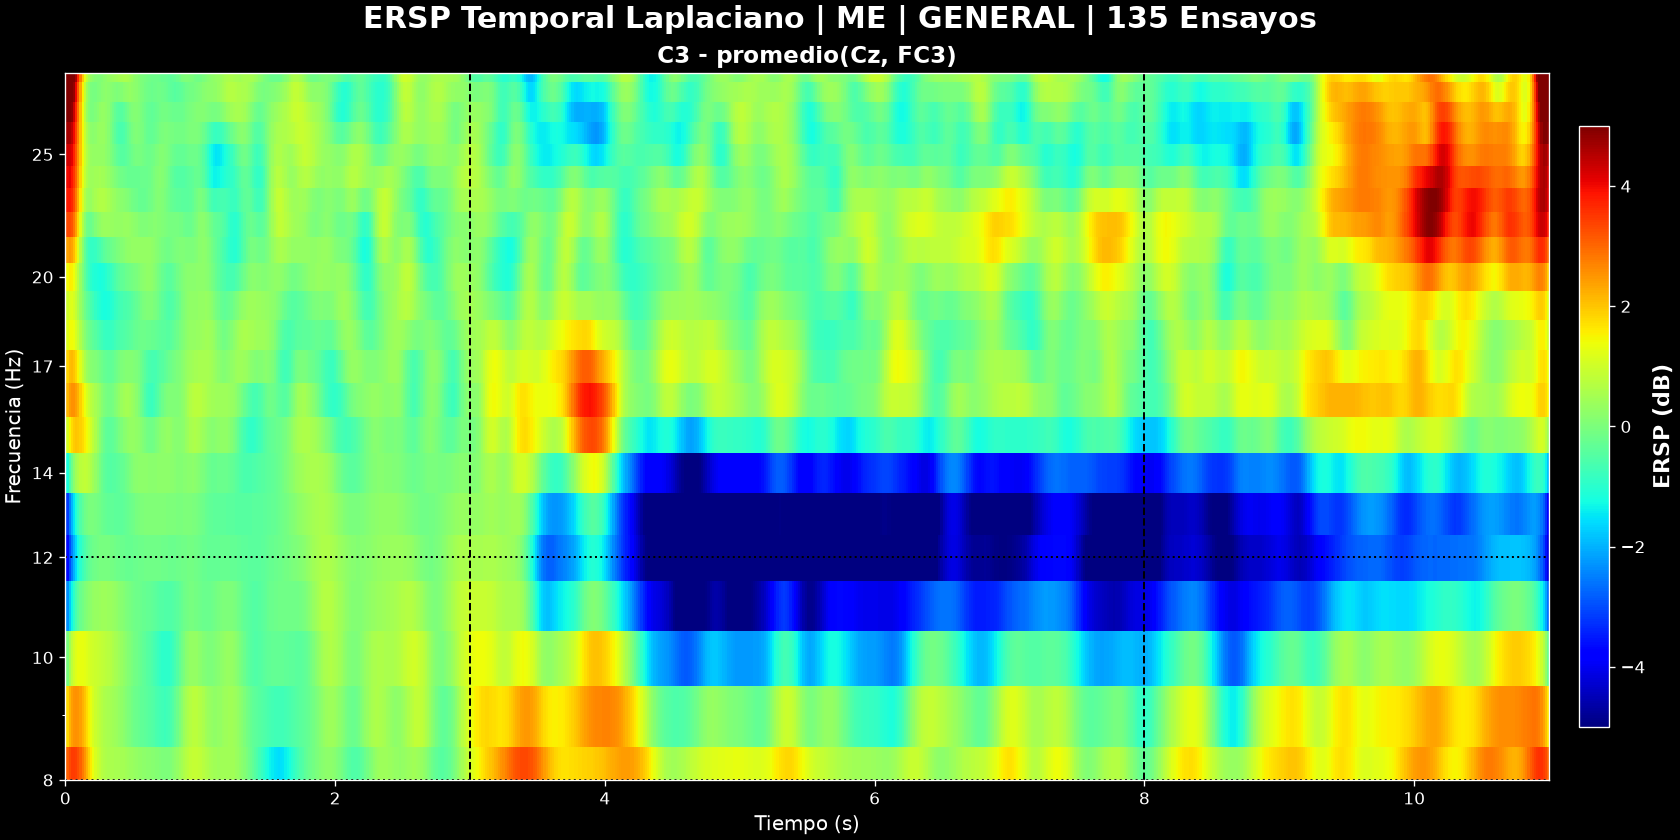 ERSP Temporal Laplaciano | ME | GENERAL | 135 Ensayos
C3 - promedio(Cz, FC3)
Frecuencia (Hz)
25
20
17
14
12
10
8
0 2 4 6 8 10
Tiempo (s)
4
2
0
−2
−4
ERSP (dB)